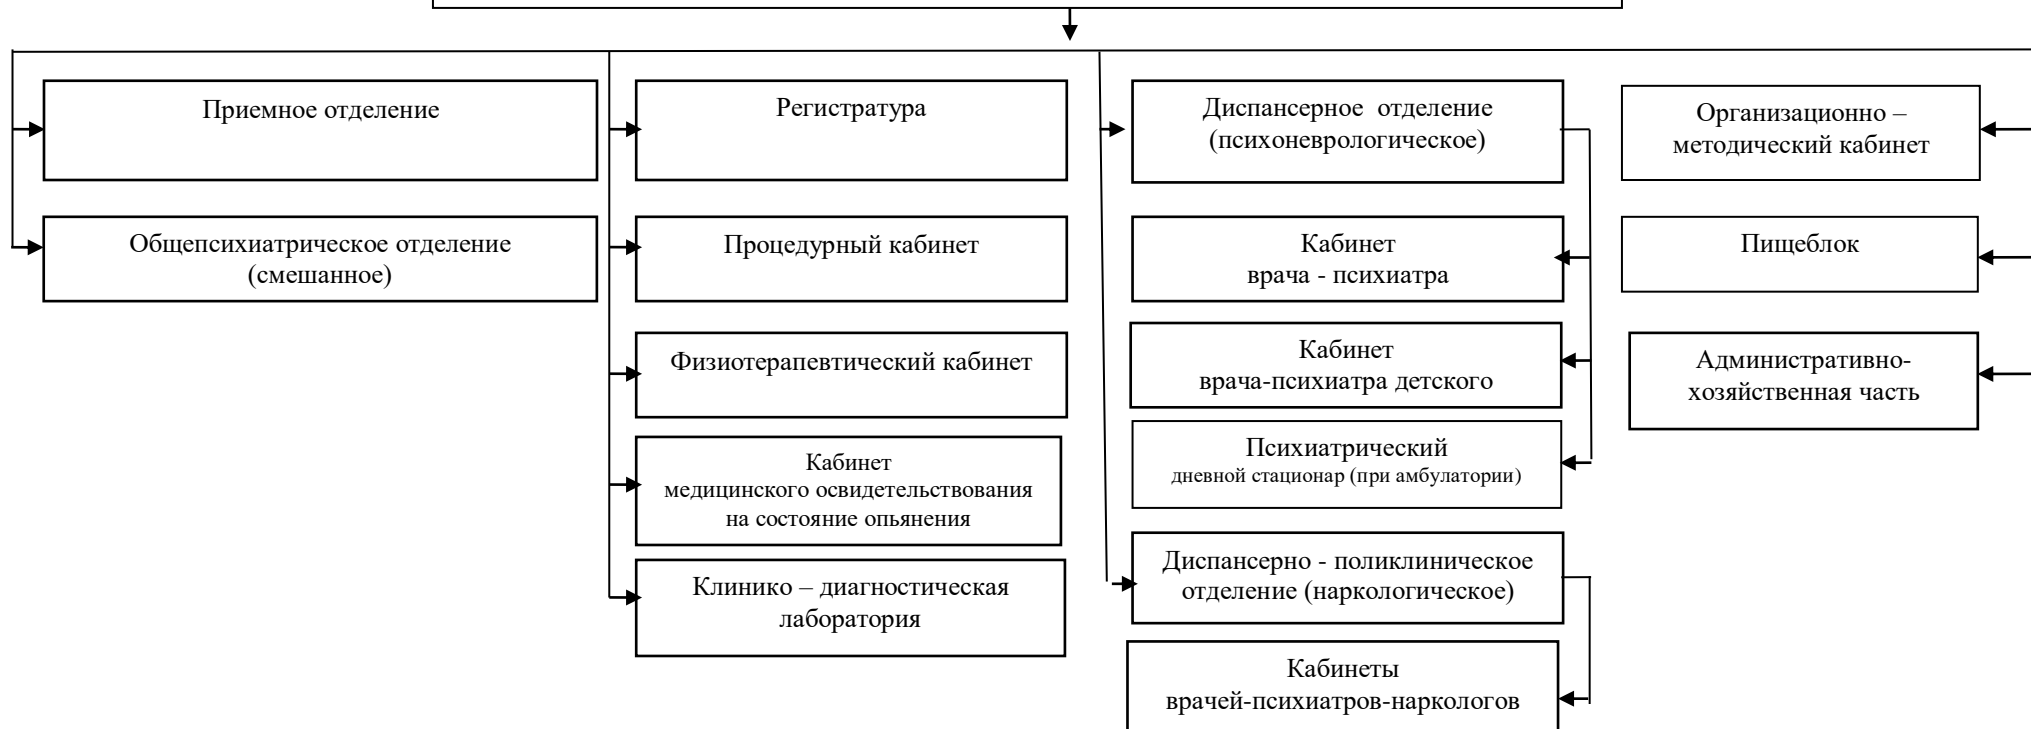 Приемное отделение
Общепсихиатрическое отделение
(смешанное)
Регистратура
Процедурный кабинет
Физиотерапевтический кабинет
Кабинет
медицинского освидетельствования
на состояние опьянения
Клинико – диагностическая
лаборатория
Диспансерное отделение
(психоневрологическое)
Кабинет
врача - психиатра
Кабинет
врача-психиатра детского
Психиатрический
дневной стационар (при амбулатории)
Диспансерно - поликлиническое
отделение (наркологическое)
Кабинеты
врачей-психиатров-наркологов
Организационно –
методический кабинет
Пищеблок
Административно-
хозяйственная часть